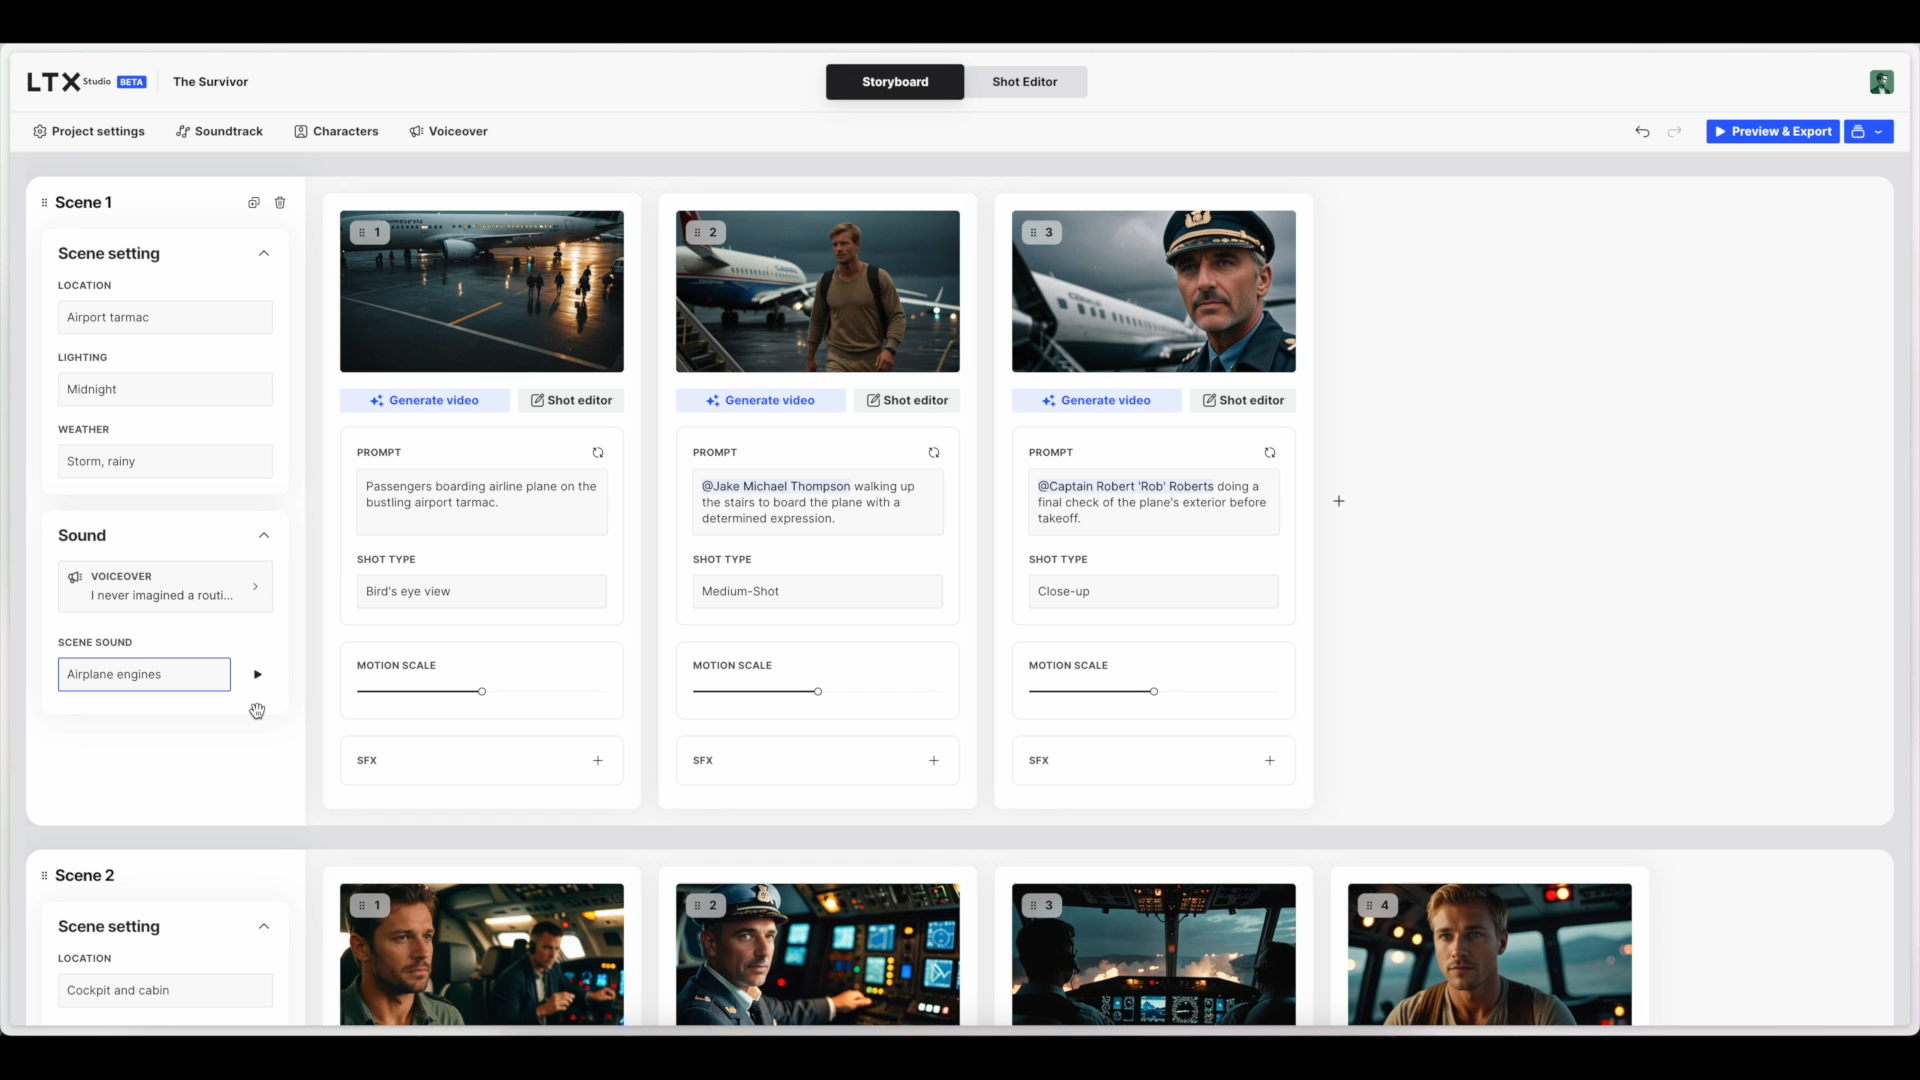 LTX Studio BETA
The Survivor
Storyboard
Shot Editor
Project settings
Soundtrack
Characters
Voiceover
Preview & Export
Scene 1
Scene setting
LOCATION
Airport tarmac
LIGHTING
Midnight
WEATHER
Storm, rainy
Sound
VOICEOVER
I never imagined a routi...
SCENE SOUND
Airplane engines
1
Generate video
Shot editor
PROMPT
Passengers boarding airline plane on the
bustling airport tarmac.
SHOT TYPE
Bird's eye view
MOTION SCALE
SFX
2
Generate video
Shot editor
PROMPT
@Jake Michael Thompson walking up
the stairs to board the plane with a
determined expression.
SHOT TYPE
Medium-Shot
MOTION SCALE
SFX
3
Generate video
Shot editor
PROMPT
@Captain Robert 'Rob' Roberts doing a
final check of the plane's exterior before
takeoff.
SHOT TYPE
Close-up
MOTION SCALE
SFX
Scene 2
Scene setting
LOCATION
Cockpit and cabin
1
2
3
4